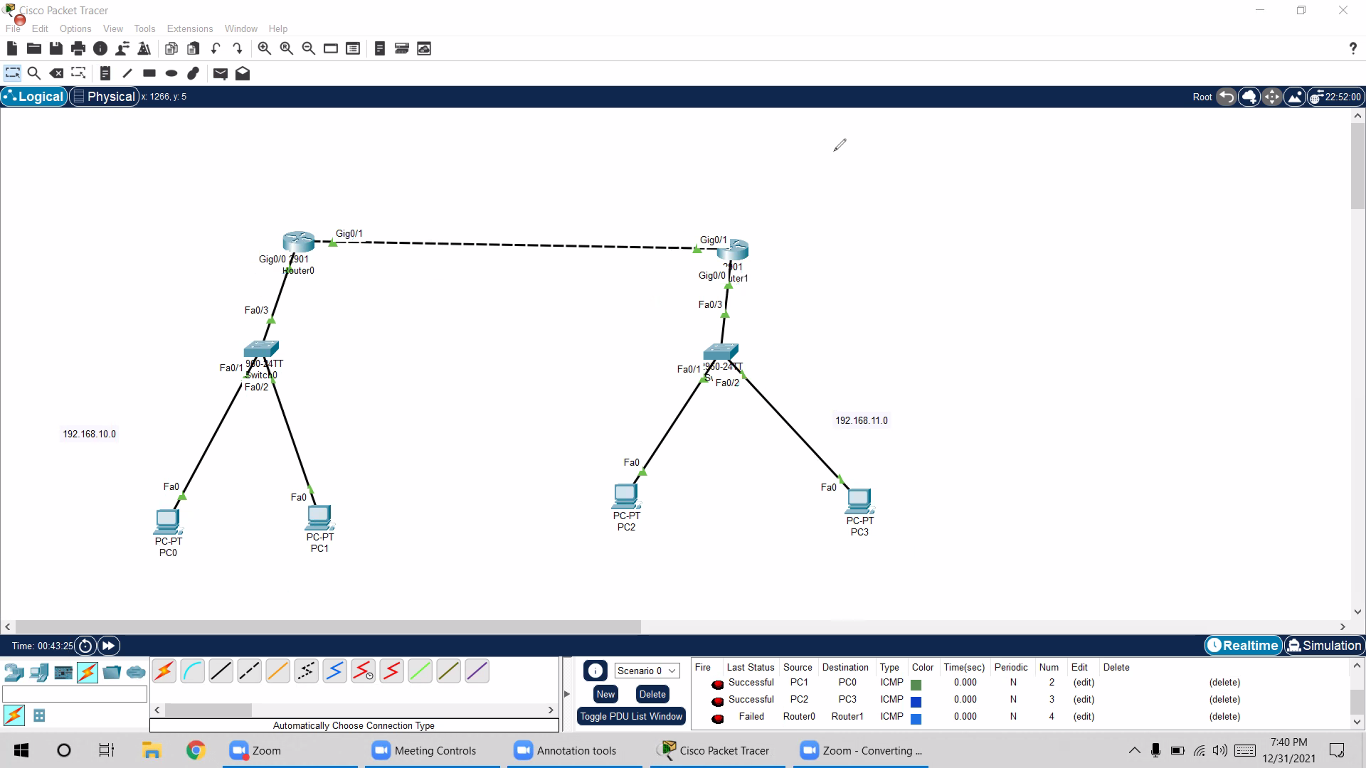 Cisco Packet Tracer
File Edit Options View Tools Extensions Window Help
?
Logical Physical x: 1266, y: 5 Root 22:52:00
Gig0/1 Gig0/1
Gig0/0 2901
Router0
Gig0/0
Fa0/3 Fa0/3
Fa0/1 Fa0/1
Switch0
Fa0/2 Fa0/2
192.168.10.0 192.168.11.0
Fa0 Fa0 Fa0 Fa0
PC-PT PC-PT PC-PT PC-PT
PC0 PC1 PC2 PC3
Time: 00:43:25 Realtime Simulation
Scenario 0
New Delete
Toggle PDU List Window
Automatically Choose Connection Type
Fire Last Status Source Destination Type Color Time(sec) Periodic Num Edit Delete
Successful PC1 PC0 ICMP 0.000 N 2 (edit) (delete)
Successful PC2 PC3 ICMP 0.000 N 3 (edit) (delete)
Failed Router0 Router1 ICMP 0.000 N 4 (edit) (delete)
Zoom Meeting Controls Annotation tools Cisco Packet Tracer Zoom - Converting ...
7:40 PM
12/31/2021